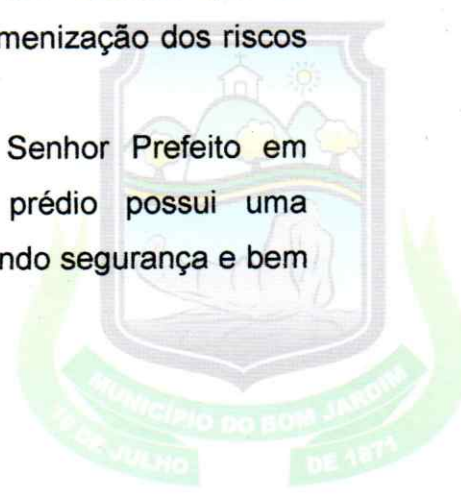 menização dos riscos
Senhor Prefeito em
prédio possui uma
ndo segurança e bem
MUNICÍPIO DO BOM JARDIM
19 DE JULHO
DE 1871